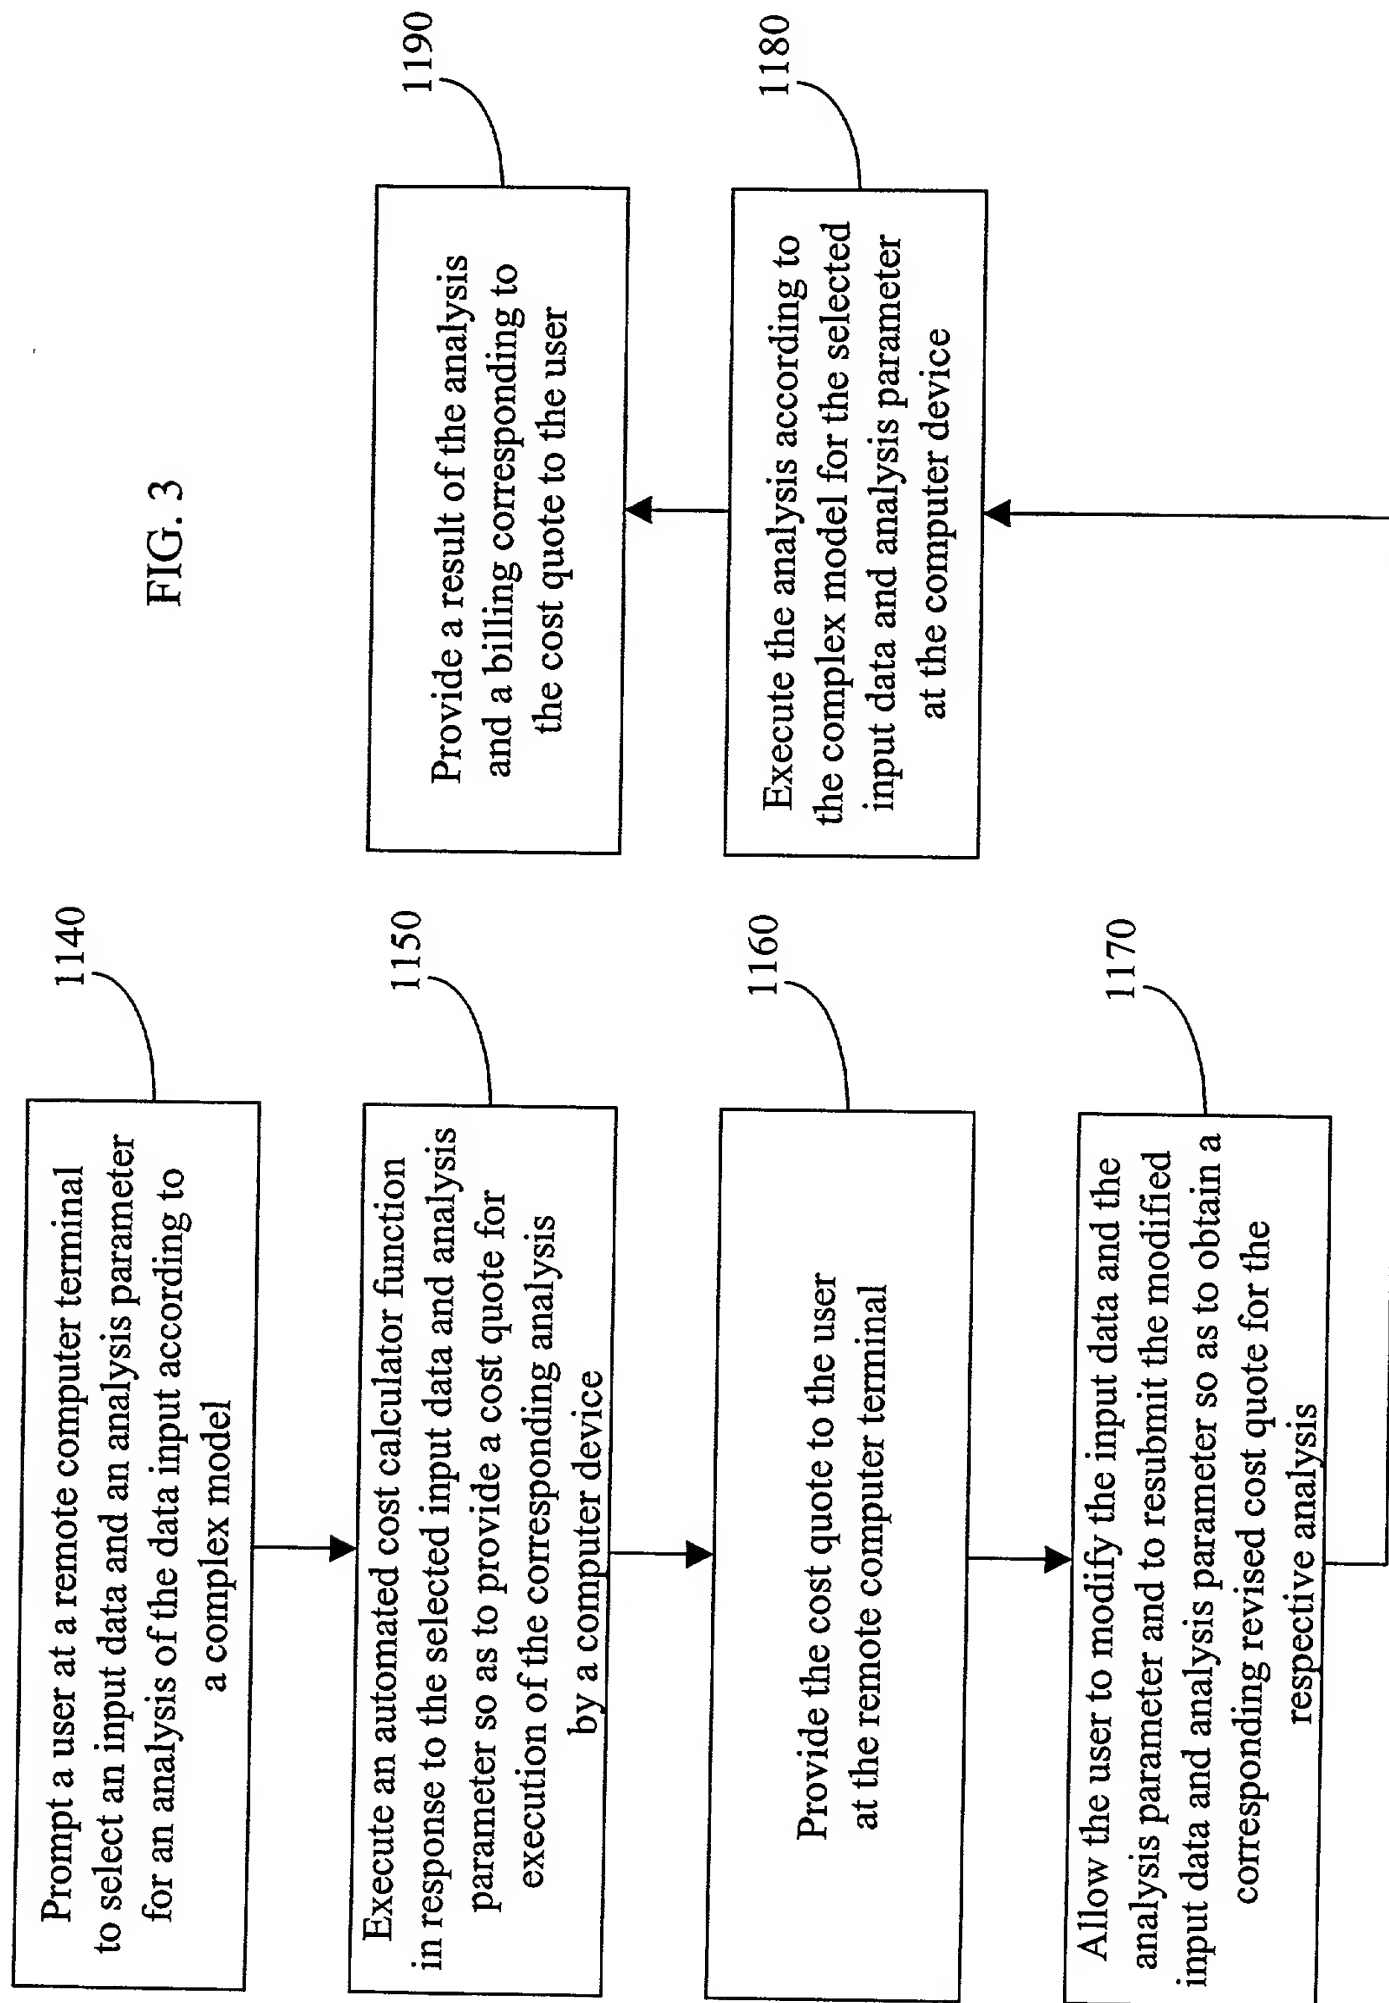 Prompt a user at a remote computer terminal
to select an input data and an analysis parameter
for an analysis of the data input according to
a complex model
1140
Execute an automated cost calculator function
in response to the selected input data and analysis
parameter so as to provide a cost quote for
execution of the corresponding analysis
by a computer device
1150
Provide the cost quote to the user
at the remote computer terminal
1160
Allow the user to modify the input data and the
analysis parameter and to resubmit the modified
input data and analysis parameter so as to obtain a
corresponding revised cost quote for the
respective analysis
1170
Execute the analysis according to
the complex model for the selected
input data and analysis parameter
at the computer device
1180
Provide a result of the analysis
and a billing corresponding to
the cost quote to the user
1190
FIG. 3